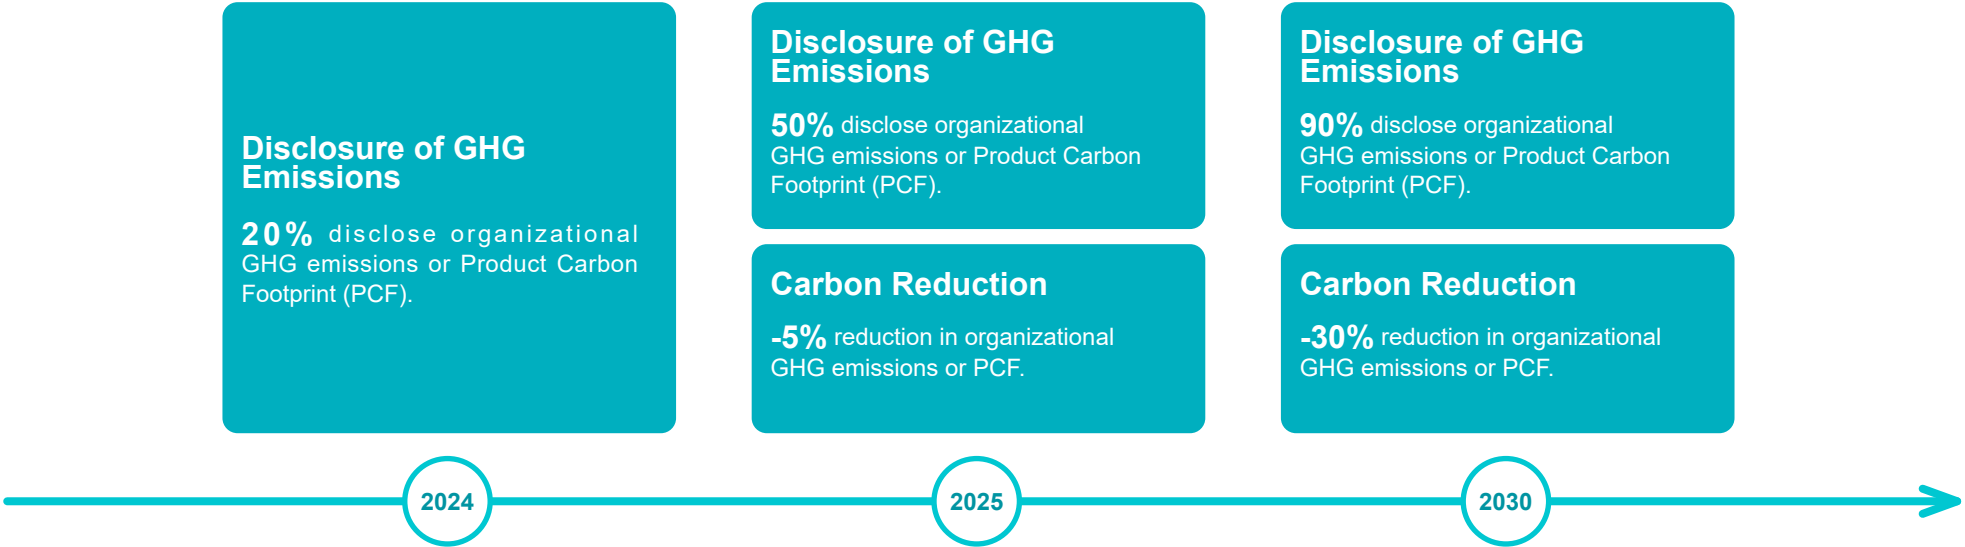 Disclosure of GHG
Emissions
20% disclose organizational
GHG emissions or Product Carbon
Footprint (PCF).
Disclosure of GHG
Emissions
50% disclose organizational
GHG emissions or Product Carbon
Footprint (PCF).
Carbon Reduction
-5% reduction in organizational
GHG emissions or PCF.
Disclosure of GHG
Emissions
90% disclose organizational
GHG emissions or Product Carbon
Footprint (PCF).
Carbon Reduction
-30% reduction in organizational
GHG emissions or PCF.
2024
2025
2030